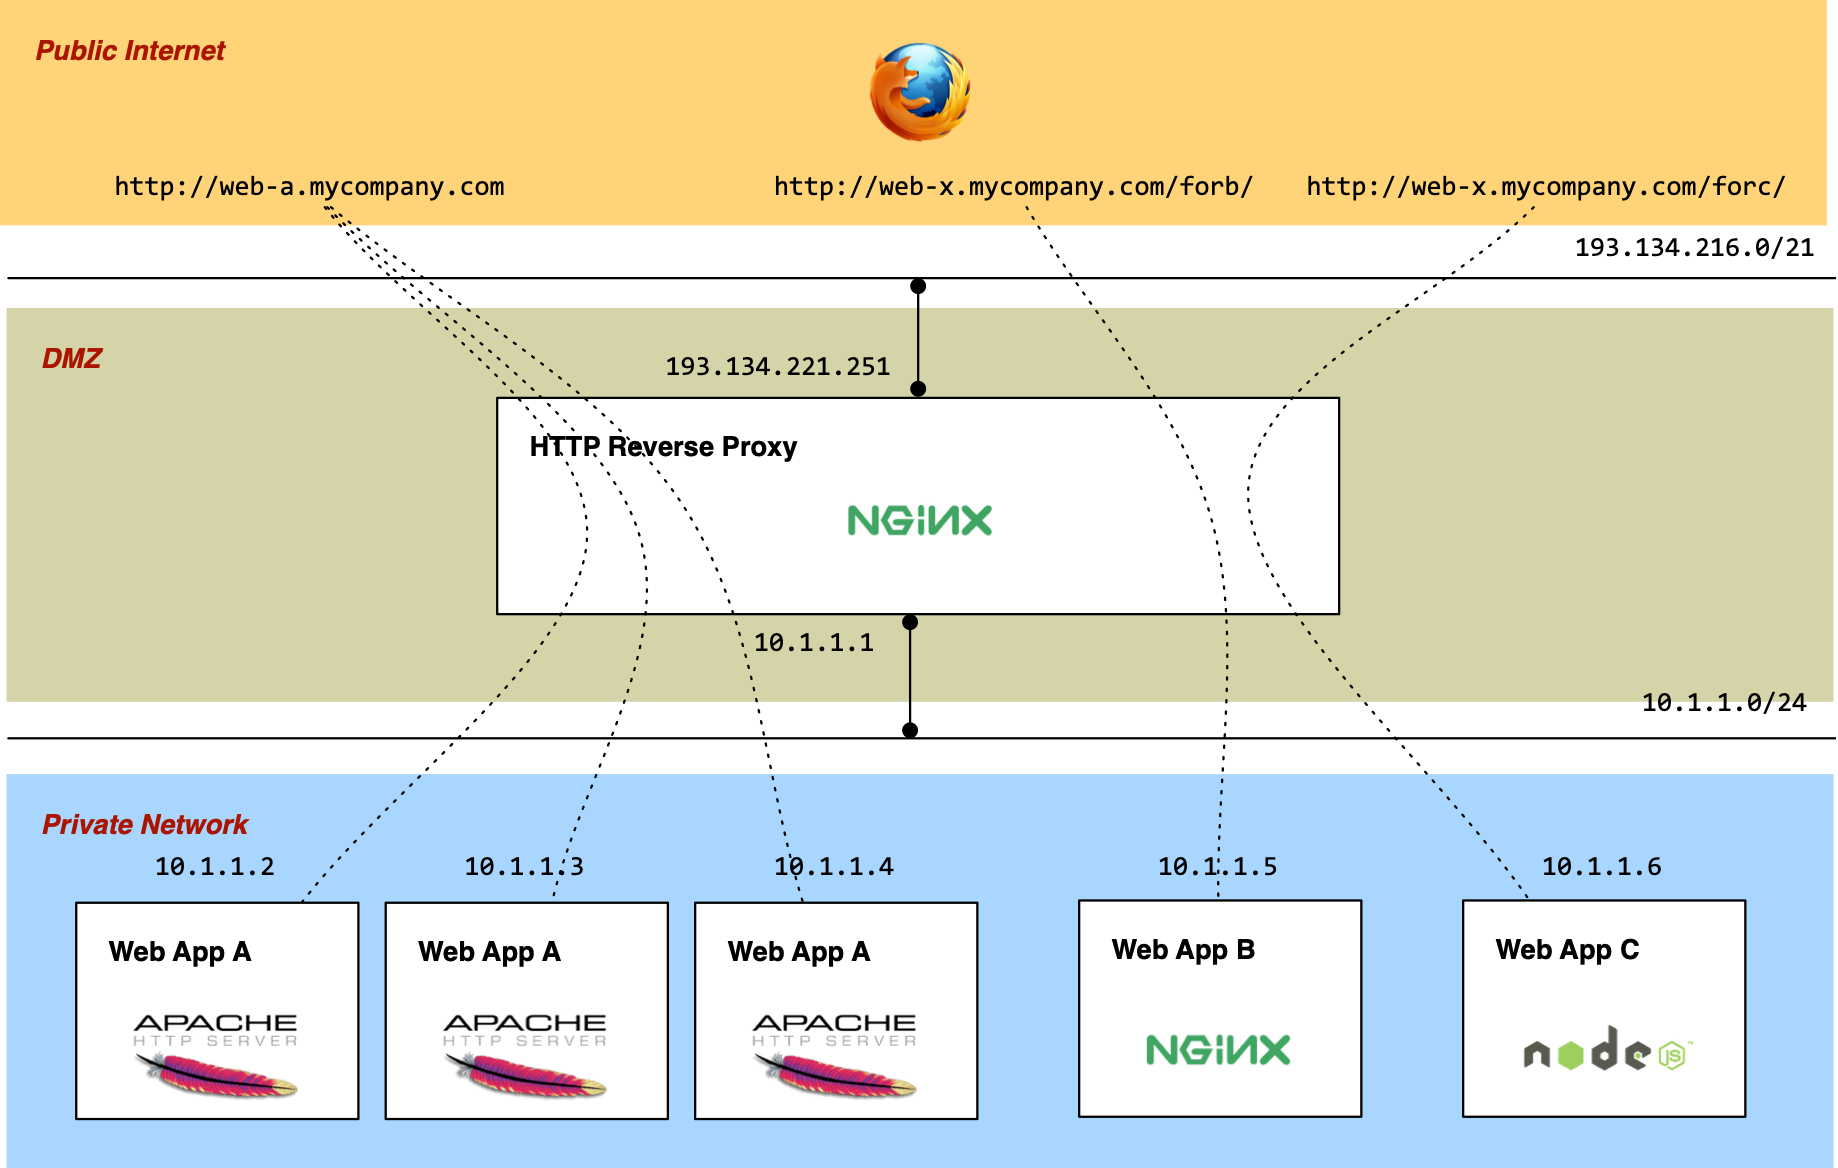 Public Internet
http://web-a.mycompany.com
http://web-x.mycompany.com/forb/
http://web-x.mycompany.com/forc/
193.134.216.0/21
DMZ
193.134.221.251
HTTP Reverse Proxy
NGiNX
10.1.1.1
10.1.1.0/24
Private Network
10.1.1.2
10.1.1.3
10.1.1.4
10.1.1.5
10.1.1.6
Web App A
Web App A
Web App A
Web App B
Web App C
APACHE
HTTP SERVER
APACHE
HTTP SERVER
APACHE
HTTP SERVER
NGiNX
node JS™